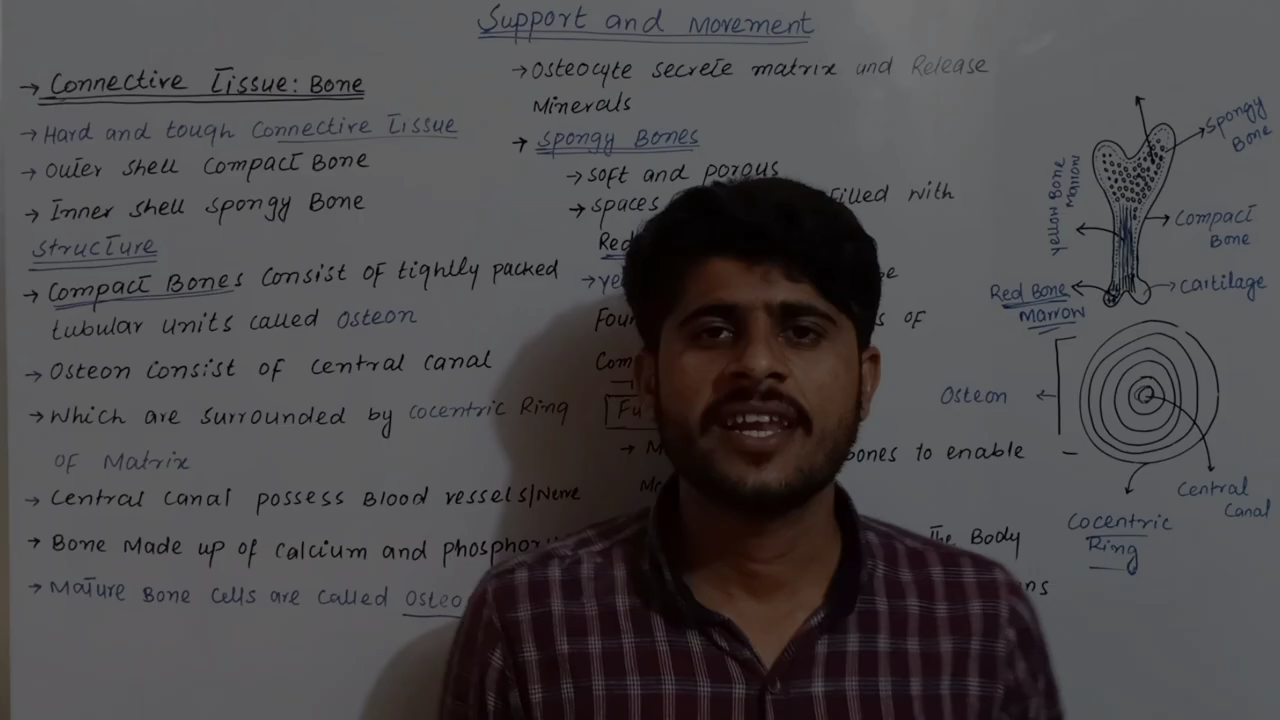 Support and Movement
→ Connective Tissue: Bone
→ Hard and tough Connective Tissue
→ Outer shell Compact Bone
→ Inner shell Spongy Bone
Structure
→ Compact Bones Consist of tightly packed
tubular units called Osteon
→ Osteon consist of central canal
→ Which are surrounded by cocentric Ring
of Matrix
→ Central Canal possess Blood vessels/Nerve
→ Bone Made up of Calcium and
→ Mature Bone Cells are called
→ Osteocyte secrete matrix and Release
Minerals
→ Spongy Bones
→ soft and porous
→ spaces filled with
Red
→
of
→ bones to enable
The Body
Spongy
Bone
Yellow Bone
Marrow
Compact
Bone
Red Bone
Marrow
Cartilage
Osteon
Central
Canal
Cocentric
Ring